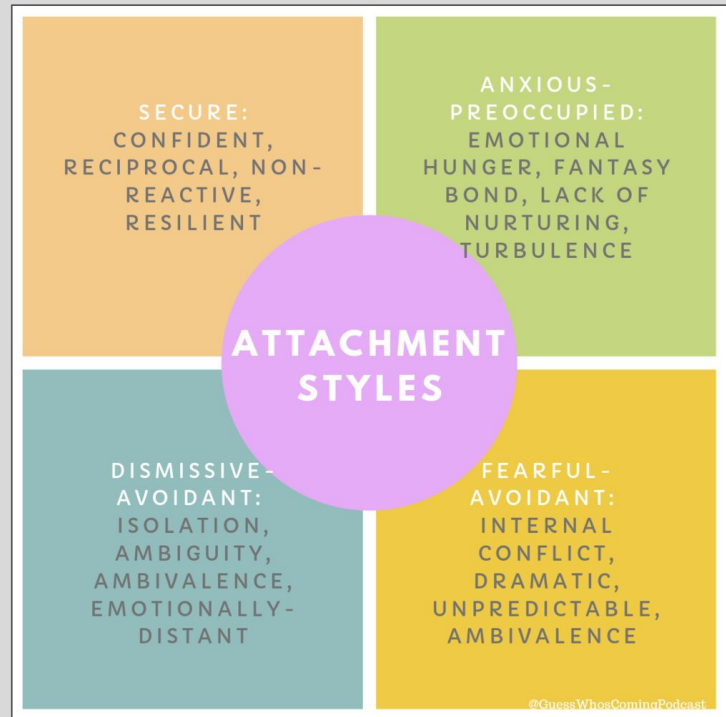 SECURE:
CONFIDENT,
RECIPROCAL, NON-
REACTIVE,
RESILIENT
ANXIOUS-
PREOCCUPIED:
EMOTIONAL
HUNGER, FANTASY
BOND, LACK OF
NURTURING,
TURBULENCE
ATTACHMENT
STYLES
DISMISSIVE-
AVOIDANT:
ISOLATION,
AMBIGUITY,
AMBIVALENCE,
EMOTIONALLY-
DISTANT
FEARFUL-
AVOIDANT:
INTERNAL
CONFLICT,
DRAMATIC,
UNPREDICTABLE,
AMBIVALENCE
@GuessWhosComingPodcast